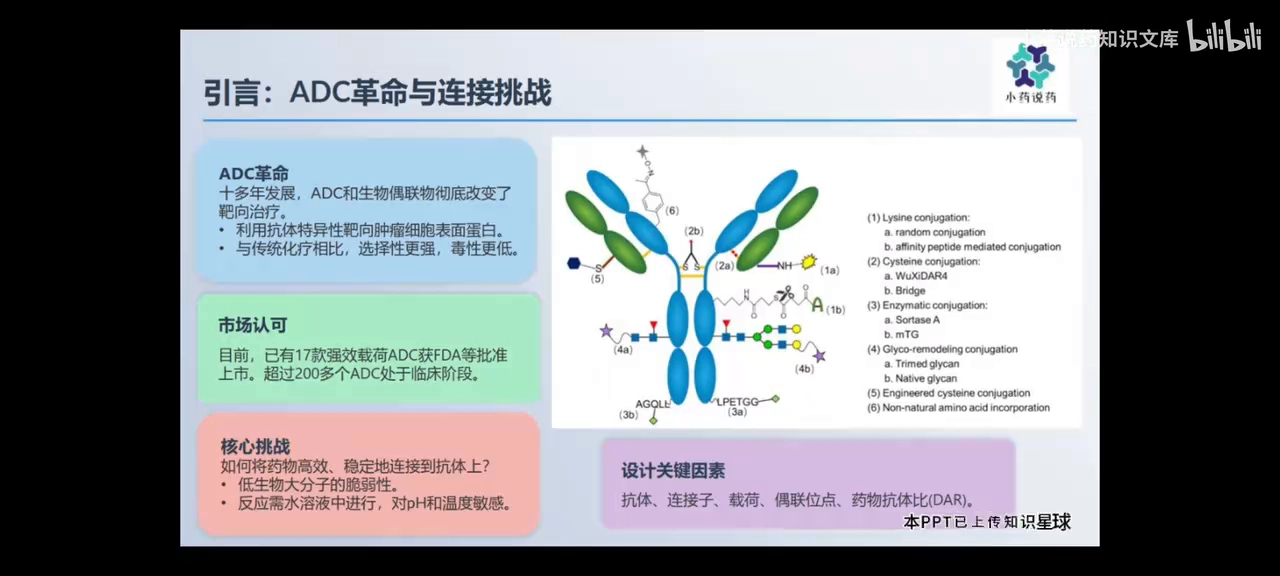 说药知识文库 bilibili
引言：ADC革命与连接挑战
小药说药
ADC革命
十多年发展，ADC和生物偶联物彻底改变了
靶向治疗。
• 利用抗体特异性靶向肿瘤细胞表面蛋白。
• 与传统化疗相比，选择性更强，毒性更低。
市场认可
目前，已有17款强效载荷ADC获FDA等批准
上市。超过200多个ADC处于临床阶段。
核心挑战
如何将药物高效、稳定地连接到抗体上？
• 低生物大分子的脆弱性。
• 反应需水溶液中进行，对pH和温度敏感。
O
N
(6)
(2b)
S S
(2a)
NH
(1a)
S
(5)
H
N
O
S
O
O
O
A
(1b)
(4a)
(4b)
AGQLL
(3b)
LPETGG
(3a)
(1) Lysine conjugation:
a. random conjugation
b. affinity peptide mediated conjugation
(2) Cysteine conjugation:
a. WuXiDAR4
b. Bridge
(3) Enzymatic conjugation:
a. Sortase A
b. mTG
(4) Glyco-remodeling conjugation
a. Trimed glycan
b. Native glycan
(5) Engineered cysteine conjugation
(6) Non-natural amino acid incorporation
设计关键因素
抗体、连接子、载荷、偶联位点、药物抗体比(DAR)。
本PPT已上传知识星球